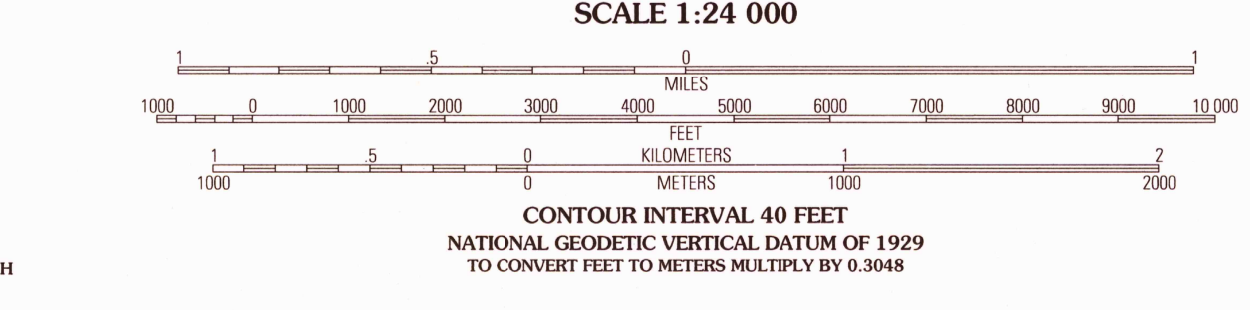 SCALE 1:24 000
1 .5 0 1
MILES
1000 0 1000 2000 3000 4000 5000 6000 7000 8000 9000 10 000
FEET
1 .5 0 KILOMETERS 1 2
1000 0 METERS 1000 2000
CONTOUR INTERVAL 40 FEET
NATIONAL GEODETIC VERTICAL DATUM OF 1929
H TO CONVERT FEET TO METERS MULTIPLY BY 0.3048